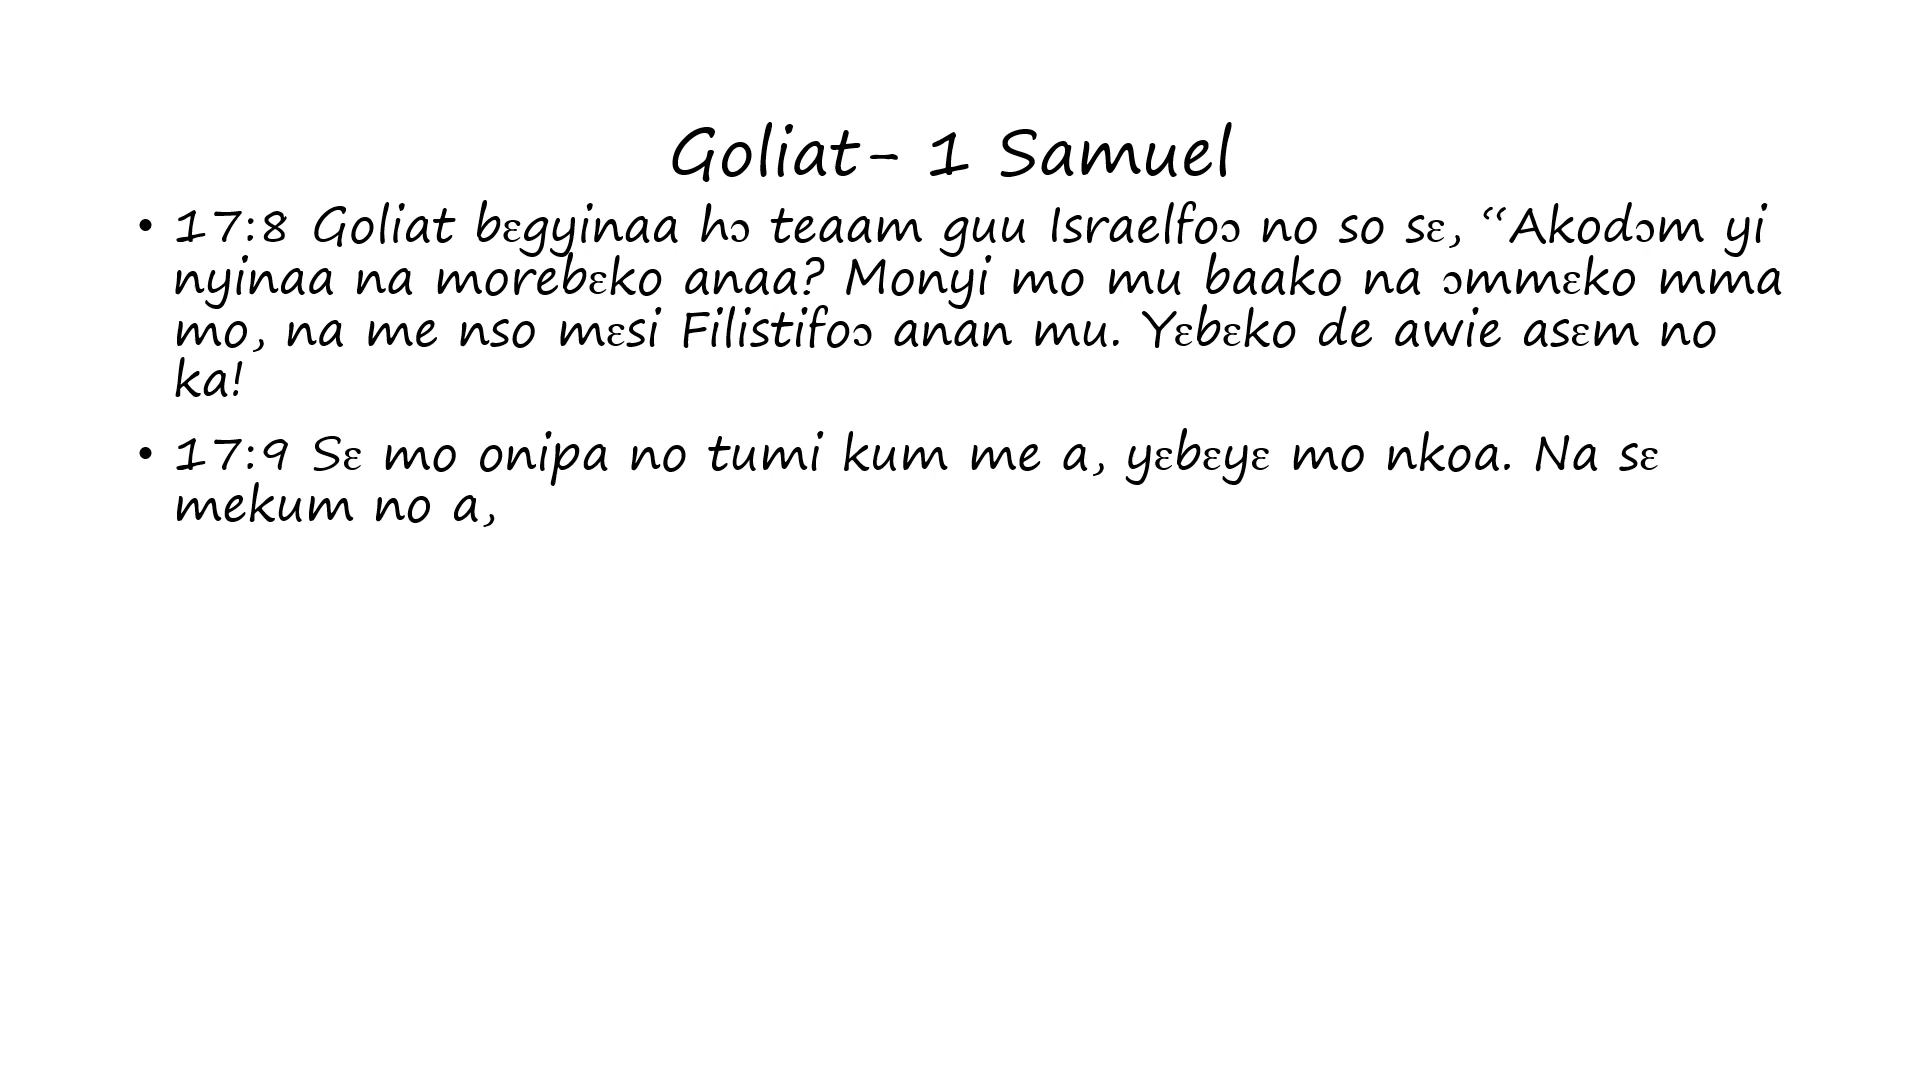 Goliat- 1 Samuel
• 17:8 Goliat bɛgyinaa hɔ teaam guu Israelfoɔ no so sɛ, “Akodɔm yi
nyinaa na morebɛko anaa? Monyi mo mu baako na ɔmmɛko mma
mo, na me nso mɛsi Filistifoɔ anan mu. Yɛbɛko de awie asɛm no
ka!
• 17:9 Sɛ mo onipa no tumi kum me a, yɛbɛyɛ mo nkoa. Na sɛ
mekum no a,